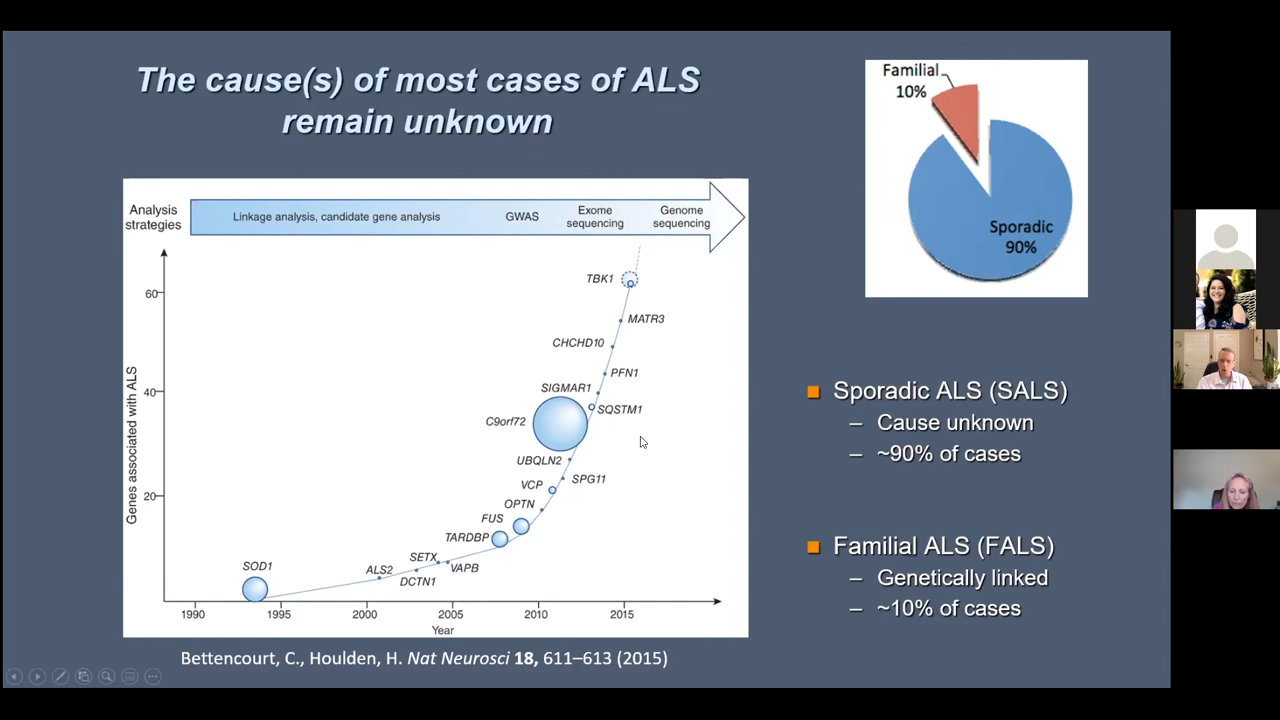 The cause(s) of most cases of ALS
remain unknown
Familial
10%
Sporadic
90%
Analysis
strategies
Linkage analysis, candidate gene analysis
GWAS
Exome
sequencing
Genome
sequencing
Genes associated with ALS
60
40
20
TBK1
MATR3
CHCHD10
PFN1
SIGMAR1
SQSTM1
C9orf72
UBQLN2
SPG11
VCP
OPTN
FUS
TARDBP
SETX
VAPB
ALS2
DCTN1
SOD1
1990
1995
2000
2005
2010
2015
Year
Bettencourt, C., Houlden, H. Nat Neurosci 18, 611–613 (2015)
Sporadic ALS (SALS)
– Cause unknown
– ~90% of cases
Familial ALS (FALS)
– Genetically linked
– ~10% of cases